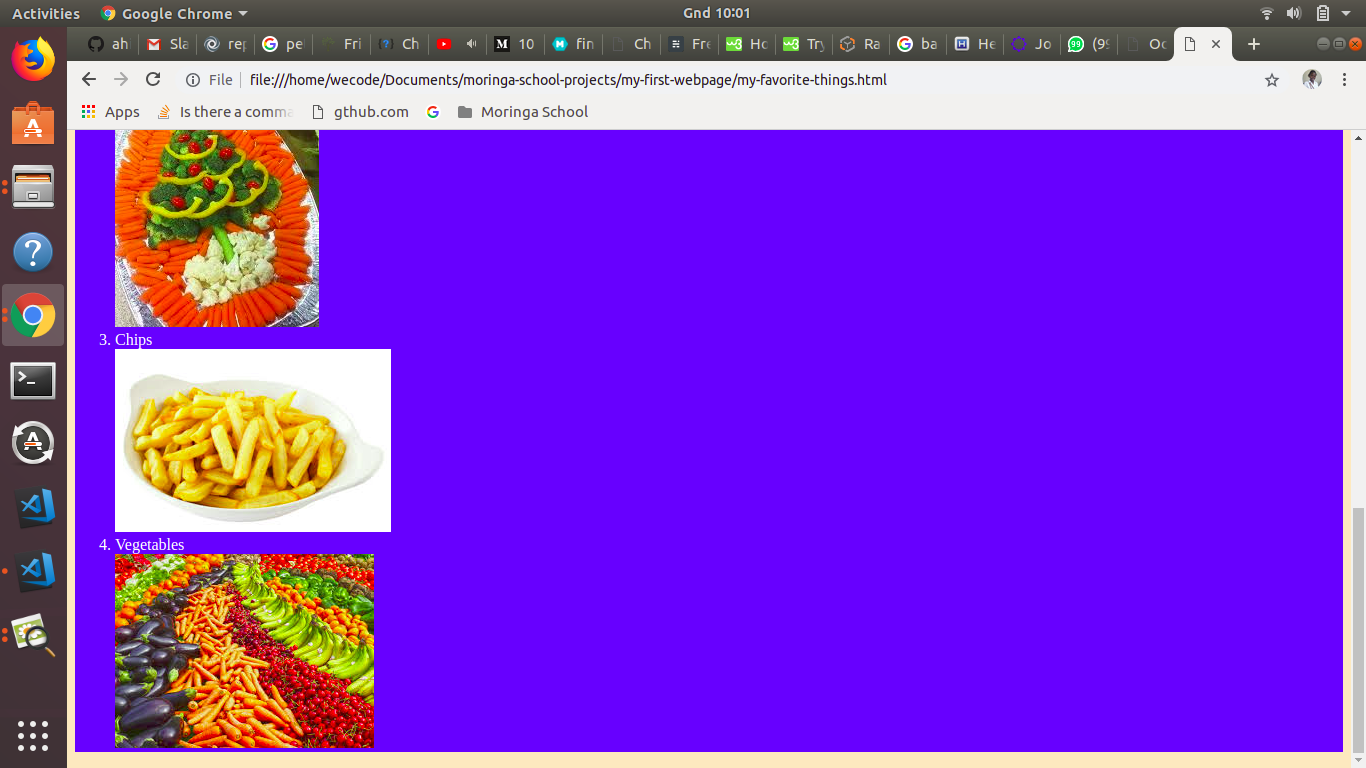 Activities Google Chrome Gnd 10:01
ah Sla rep pe Fri Ch 10 fin Ch Fre Ho Try Ra ba He Jo (99 Oc
File file:///home/wecode/Documents/moringa-school-projects/my-first-webpage/my-favorite-things.html
Apps Is there a comma gthub.com Moringa School
3. Chips
4. Vegetables